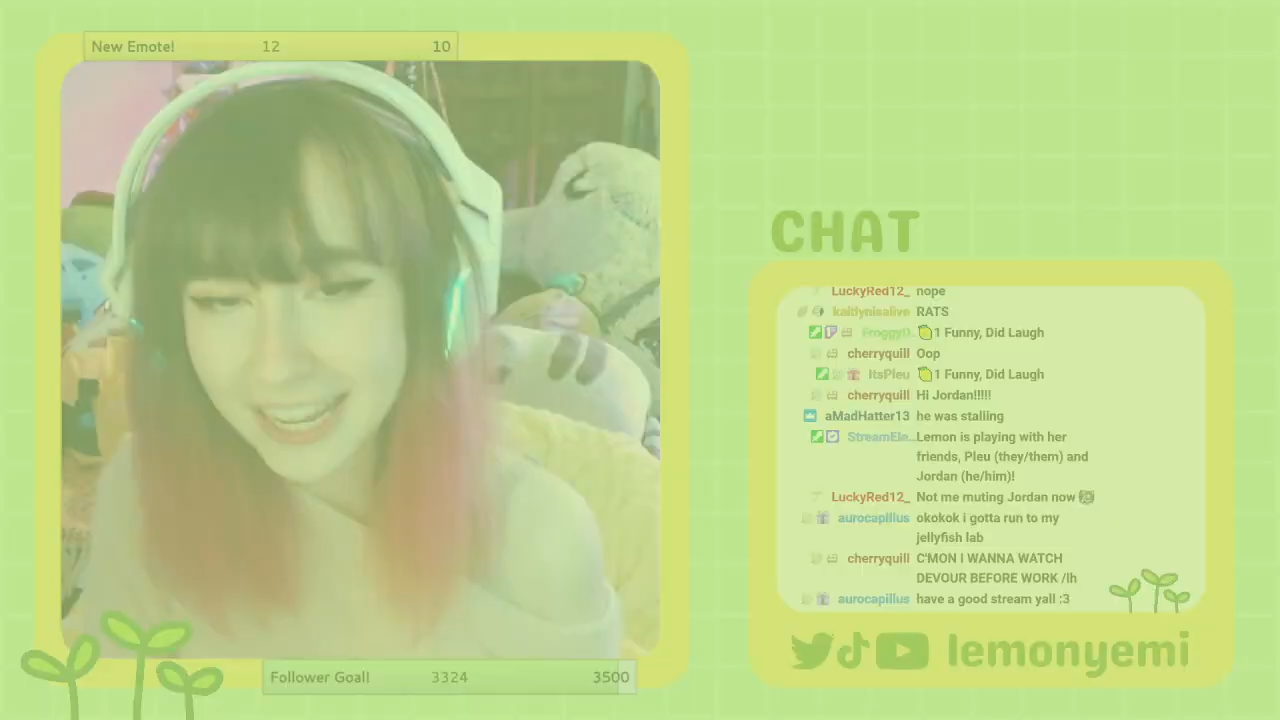 New Emote! 12 10
CHAT
LuckyRed12_ nope
kaitlynisalive RATS
FroggyD... 1 Funny, Did Laugh
cherryquill Oop
ItsPleu 1 Funny, Did Laugh
cherryquill Hi Jordan!!!!!
aMadHatter13 he was stalling
StreamEle... Lemon is playing with her
friends, Pleu (they/them) and
Jordan (he/him)!
LuckyRed12_ Not me muting Jordan now
aurocapillus okokok i gotta run to my
jellyfish lab
cherryquill C'MON I WANNA WATCH
DEVOUR BEFORE WORK /lh
aurocapillus have a good stream yall :3
lemonyemi
Follower Goal! 3324 3500